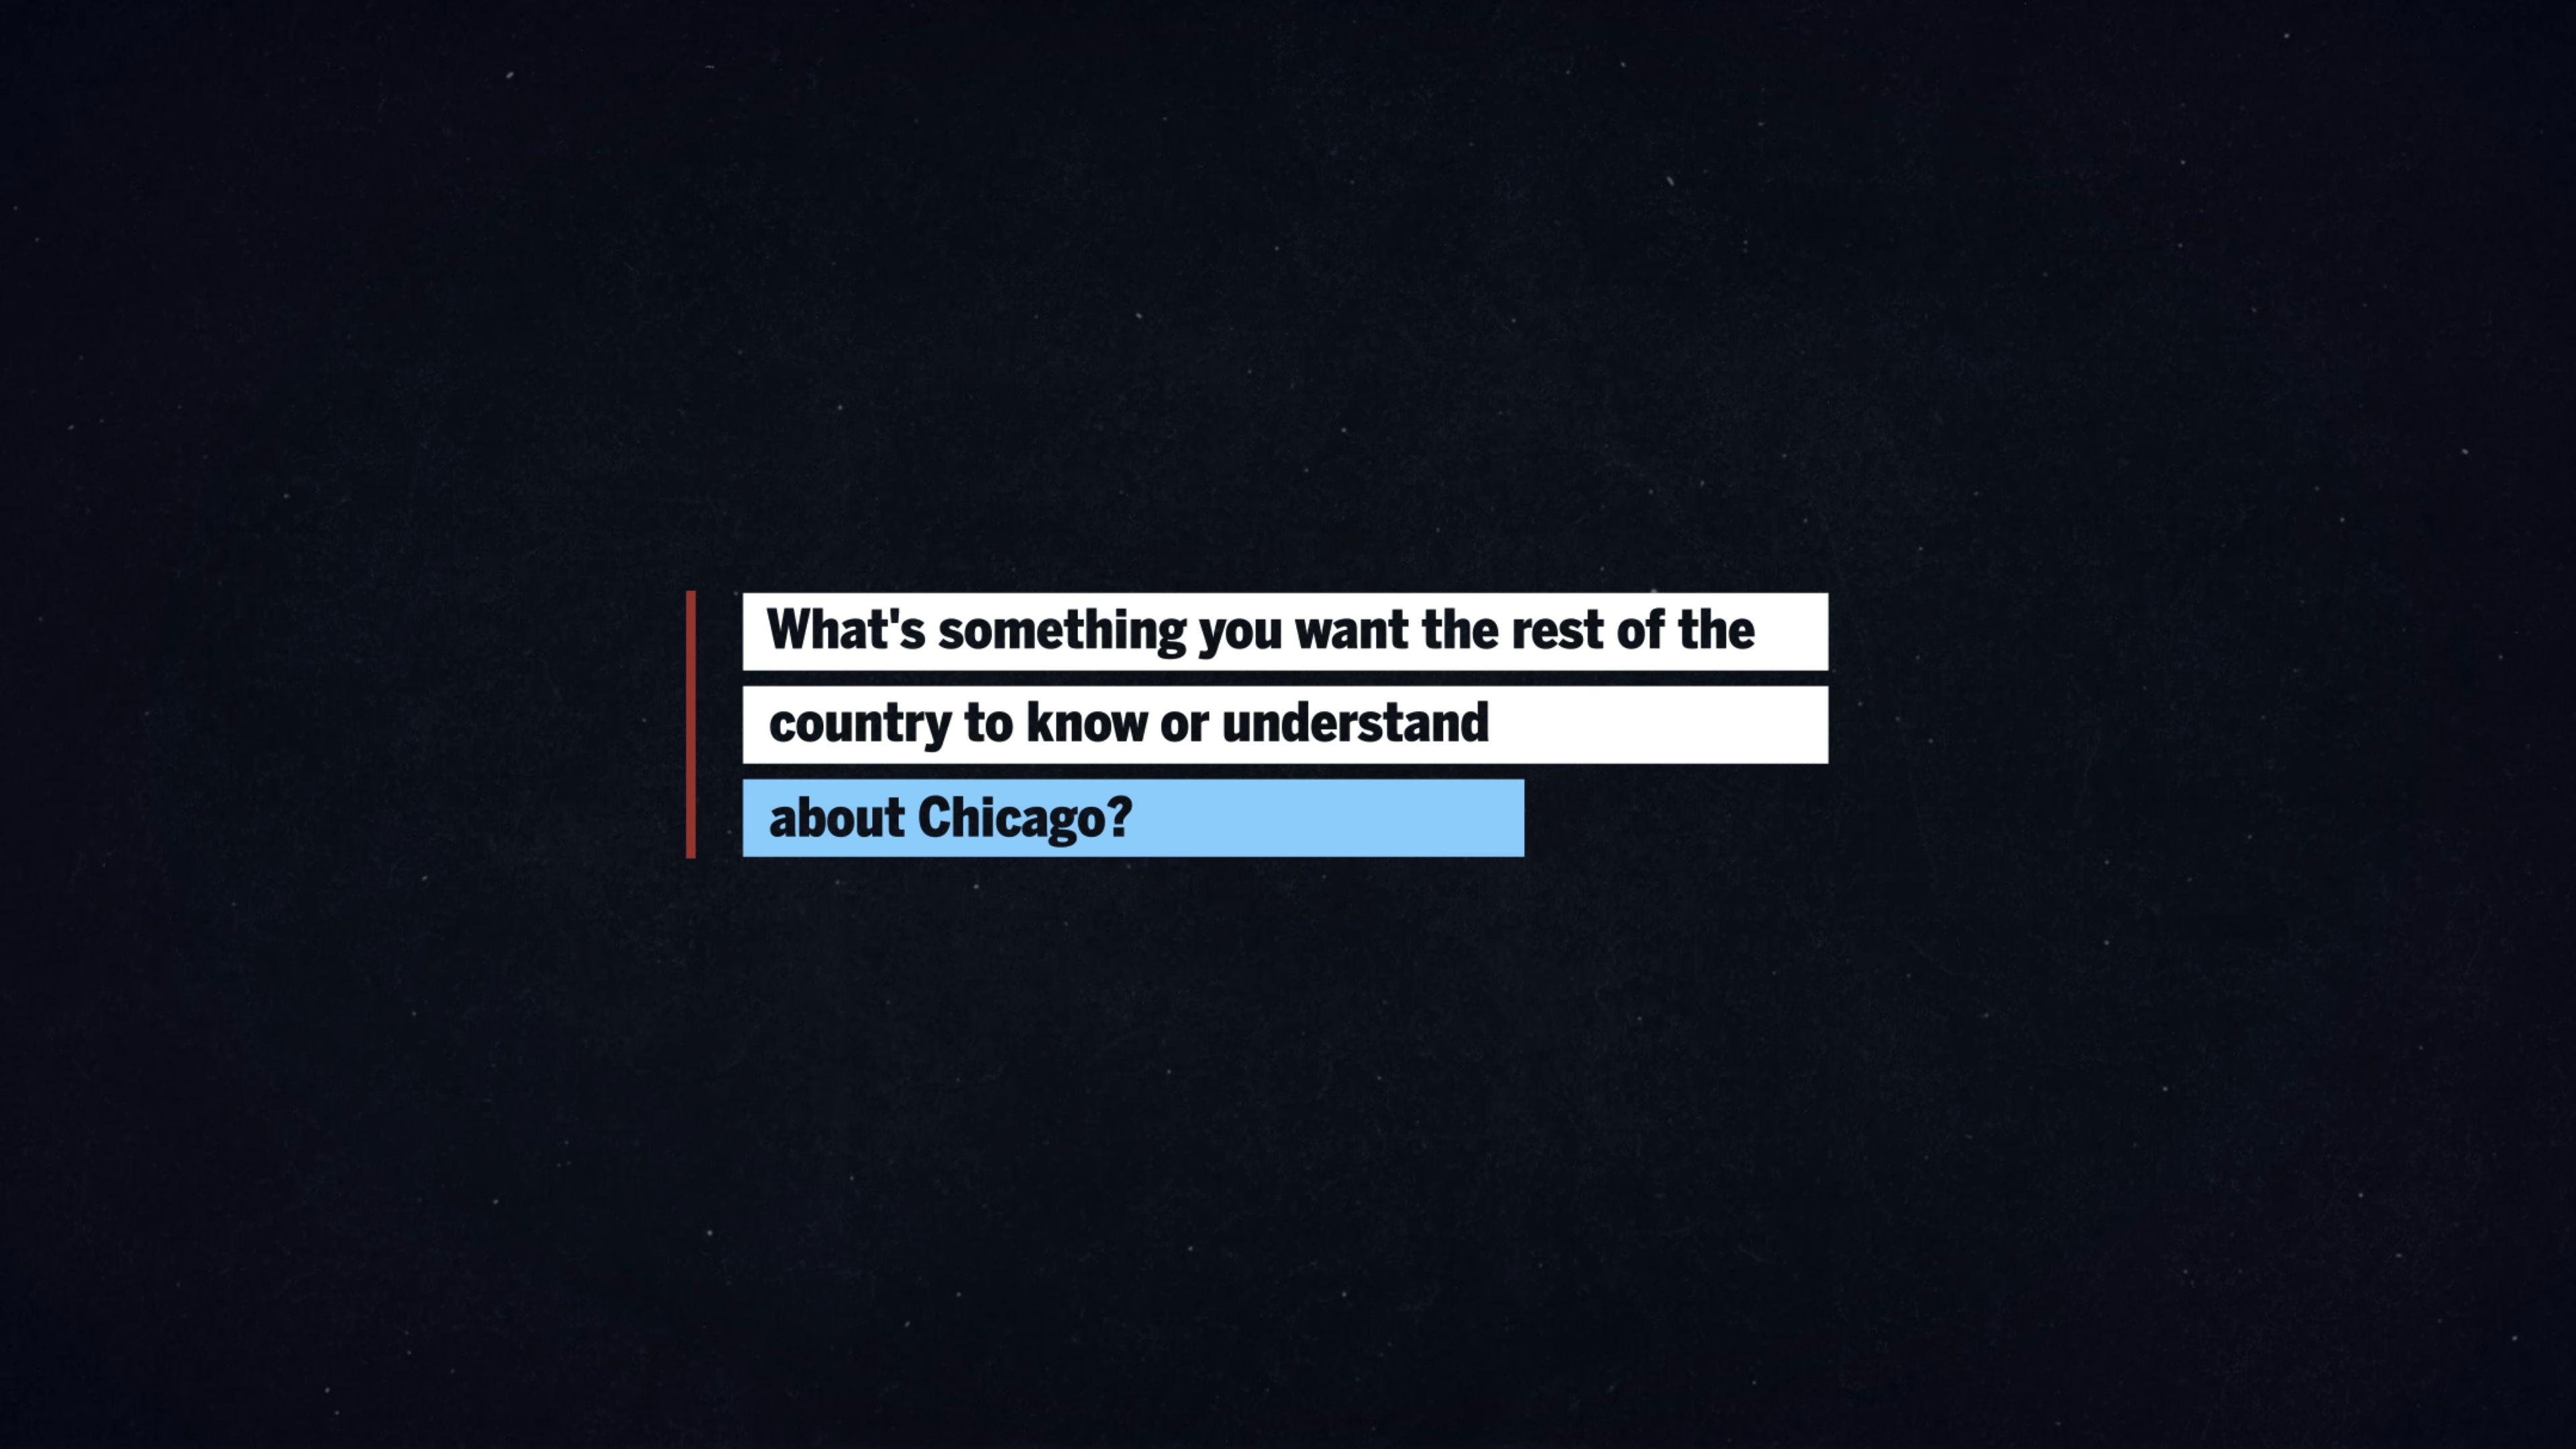 What's something you want the rest of the
country to know or understand
about Chicago?